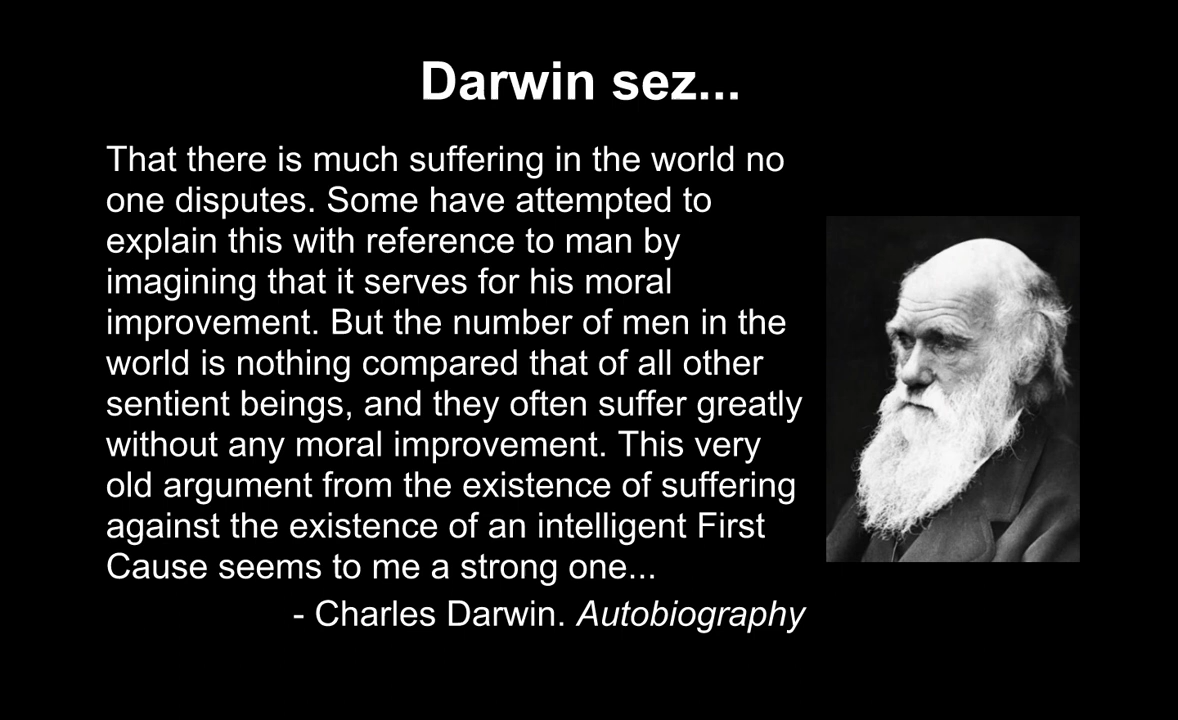 Darwin sez...
That there is much suffering in the world no
one disputes. Some have attempted to
explain this with reference to man by
imagining that it serves for his moral
improvement. But the number of men in the
world is nothing compared that of all other
sentient beings, and they often suffer greatly
without any moral improvement. This very
old argument from the existence of suffering
against the existence of an intelligent First
Cause seems to me a strong one...
- Charles Darwin. Autobiography